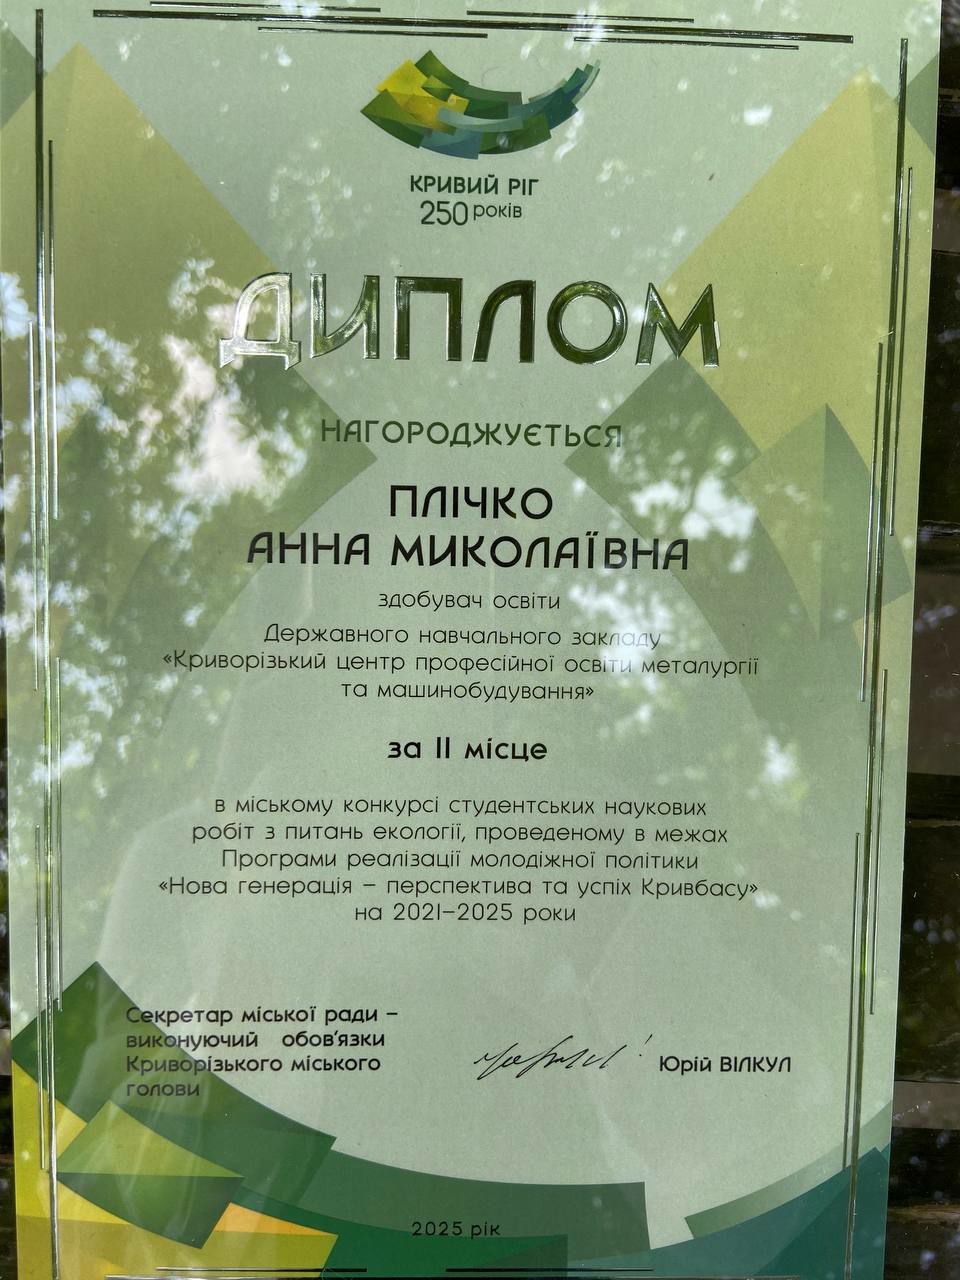 КРИВИЙ РІГ
250 років
ДИПЛОМ
НАГОРОДЖУЄТЬСЯ
ПЛІЧКО
АННА МИКОЛАЇВНА
здобувач освіти
Державного навчального закладу
«Криворізький центр професійної освіти металургії
та машинобудування»
за ІІ місце
в міському конкурсі студентських наукових
робіт з питань екології, проведеному в межах
Програми реалізації молодіжної політики
«Нова генерація – перспектива та успіх Кривбасу»
на 2021–2025 роки
Секретар міської ради –
виконуючий обов’язки
Криворізького міського
голови
Юрій ВІЛКУЛ
2025 рік